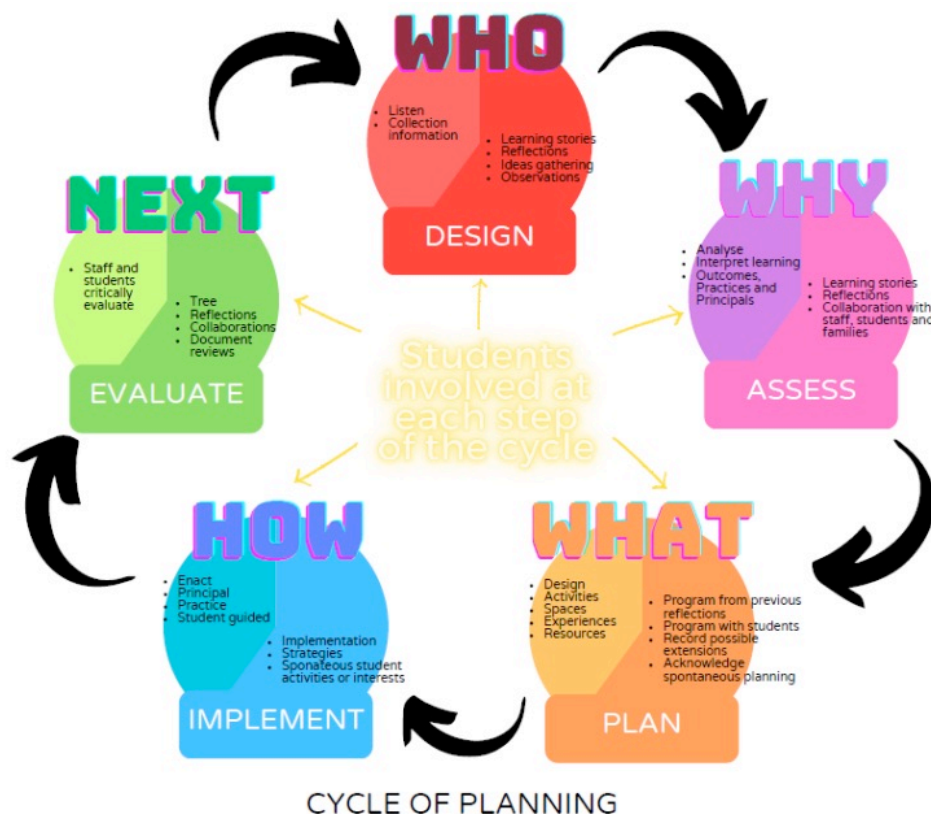 WHO
• Listen
• Collection
information
• Learning stories
• Reflections
• Ideas gathering
• Observations
DESIGN
WHY
• Analyse
• Interpret learning
• Outcomes,
Practices and
Principals
• Learning stories
• Reflections
• Collaboration with
staff, students and
families
ASSESS
WHAT
• Design
• Activities
• Spaces
• Experiences
• Resources
• Program from previous
reflections
• Program with students
• Record possible
extensions
• Acknowledge
spontaneous planning
PLAN
HOW
• Enact
• Principal
• Practice
• Student guided
• Implementation
• Strategies
• Sponateous student
activities or interests
IMPLEMENT
NEXT
• Staff and
students
critically
evaluate
• Tree
• Reflections
• Collaborations
• Document
reviews
EVALUATE
Students
involved at
each step
of the cycle
CYCLE OF PLANNING